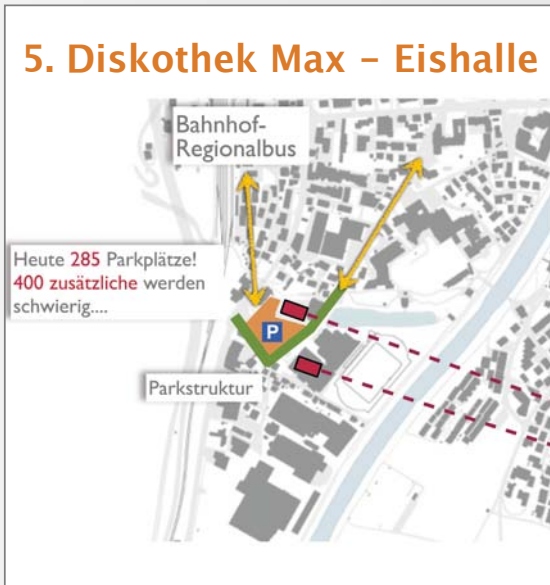 5. Diskothek Max – Eishalle
Bahnhof-
Regionalbus
Heute 285 Parkplätze!
400 zusätzliche werden
schwierig....
P
Parkstruktur